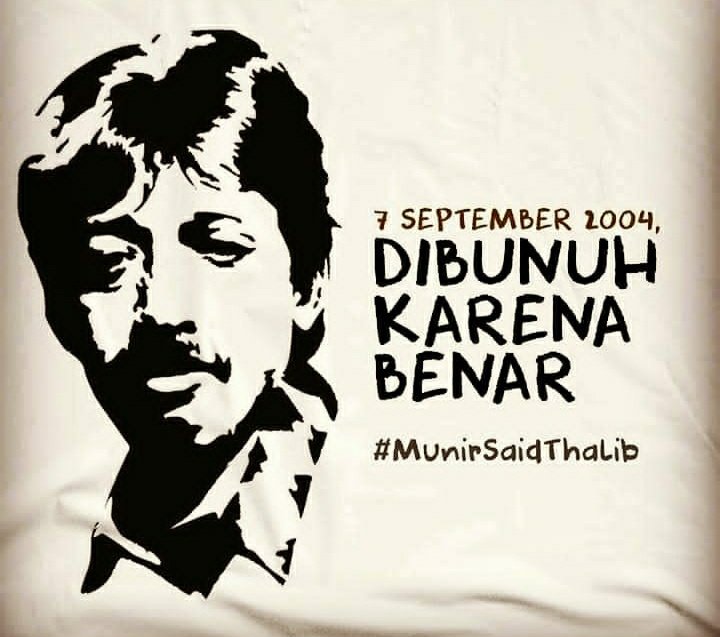 7 SEPTEMBER 2004,
DIBUNUH
KARENA
BENAR
#MunirSaidThalib